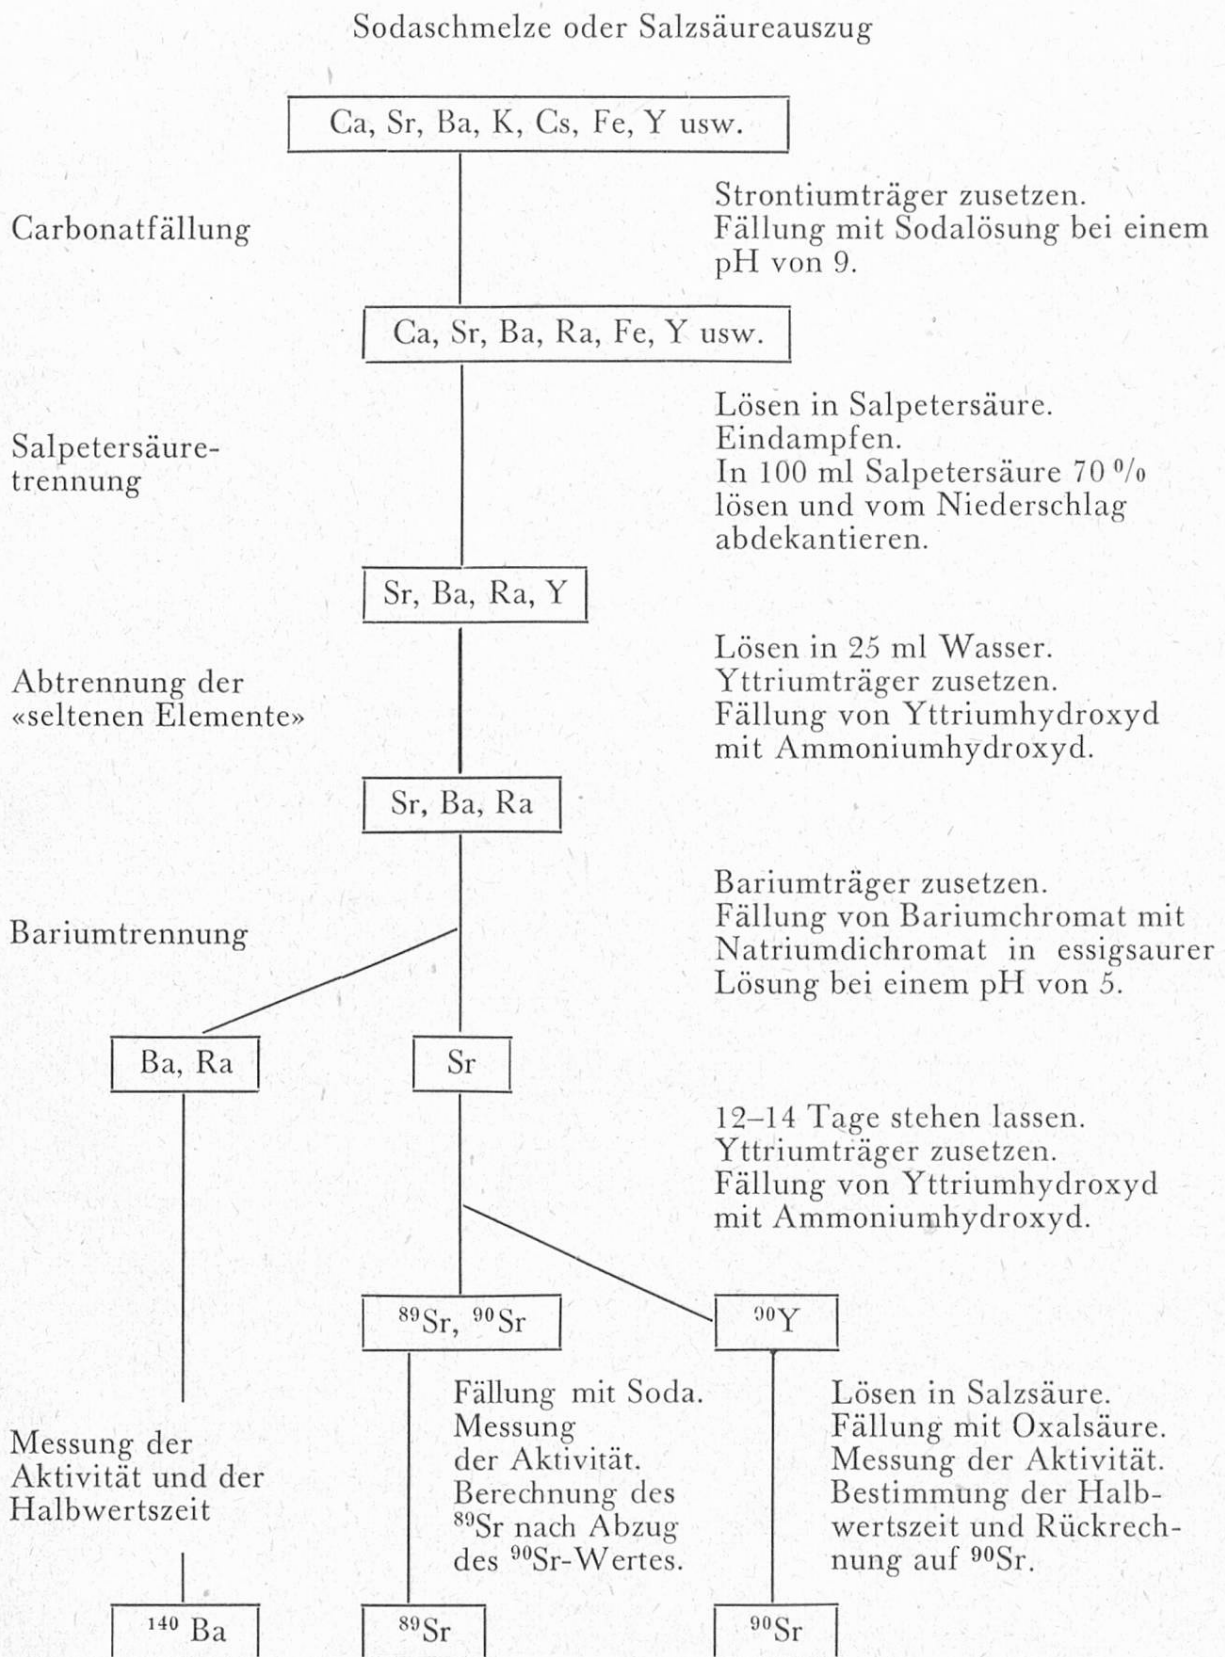 Sodaschmelze oder Salzsäureauszug
Ca, Sr, Ba, K, Cs, Fe, Y usw.
Carbonatfällung
Strontiumträger zusetzen.
Fällung mit Sodalösung bei einem
pH von 9.
Ca, Sr, Ba, Ra, Fe, Y usw.
Salpetersäure-
trennung
Lösen in Salpetersäure.
Eindampfen.
In 100 ml Salpetersäure 70 %
lösen und vom Niederschlag
abdekantieren.
Sr, Ba, Ra, Y
Abtrennung der
«seltenen Elemente»
Lösen in 25 ml Wasser.
Yttriumträger zusetzen.
Fällung von Yttriumhydroxyd
mit Ammoniumhydroxyd.
Sr, Ba, Ra
Bariumtrennung
Bariumträger zusetzen.
Fällung von Bariumchromat mit
Natriumdichromat in essigsaurer
Lösung bei einem pH von 5.
Ba, Ra
Sr
12–14 Tage stehen lassen.
Yttriumträger zusetzen.
Fällung von Yttriumhydroxyd
mit Ammoniumhydroxyd.
⁸⁹Sr, ⁹⁰Sr
⁹⁰Y
Messung der
Aktivität und der
Halbwertszeit
Fällung mit Soda.
Messung
der Aktivität.
Berechnung des
⁸⁹Sr nach Abzug
des ⁹⁰Sr-Wertes.
Lösen in Salzsäure.
Fällung mit Oxalsäure.
Messung der Aktivität.
Bestimmung der Halb-
wertszeit und Rückrech-
nung auf ⁹⁰Sr.
¹⁴⁰ Ba
⁸⁹Sr
⁹⁰Sr